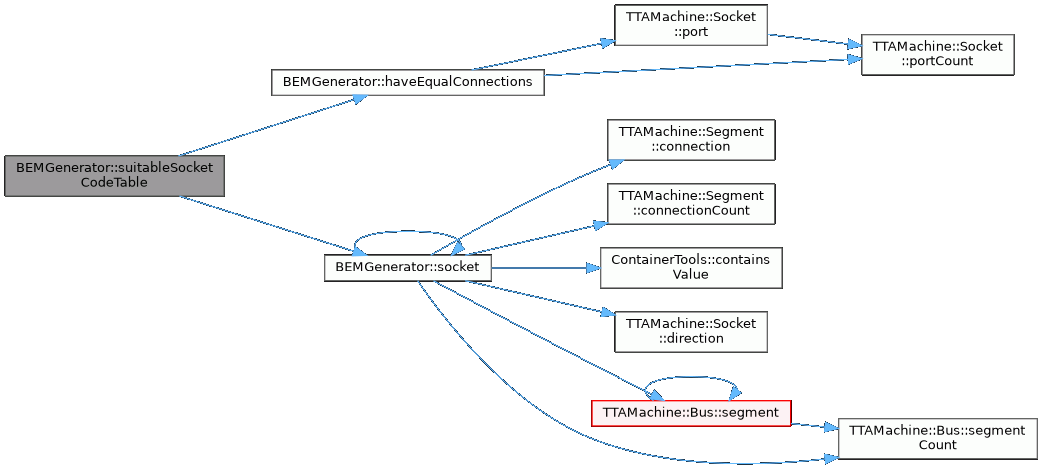 TTAMachine::Socket
::port
TTAMachine::Socket
::portCount
BEMGenerator::haveEqualConnections
TTAMachine::Segment
::connection
BEMGenerator::suitableSocket
CodeTable
TTAMachine::Segment
::connectionCount
BEMGenerator::socket
ContainerTools::contains
Value
TTAMachine::Socket
::direction
TTAMachine::Bus::segment
TTAMachine::Bus::segment
Count